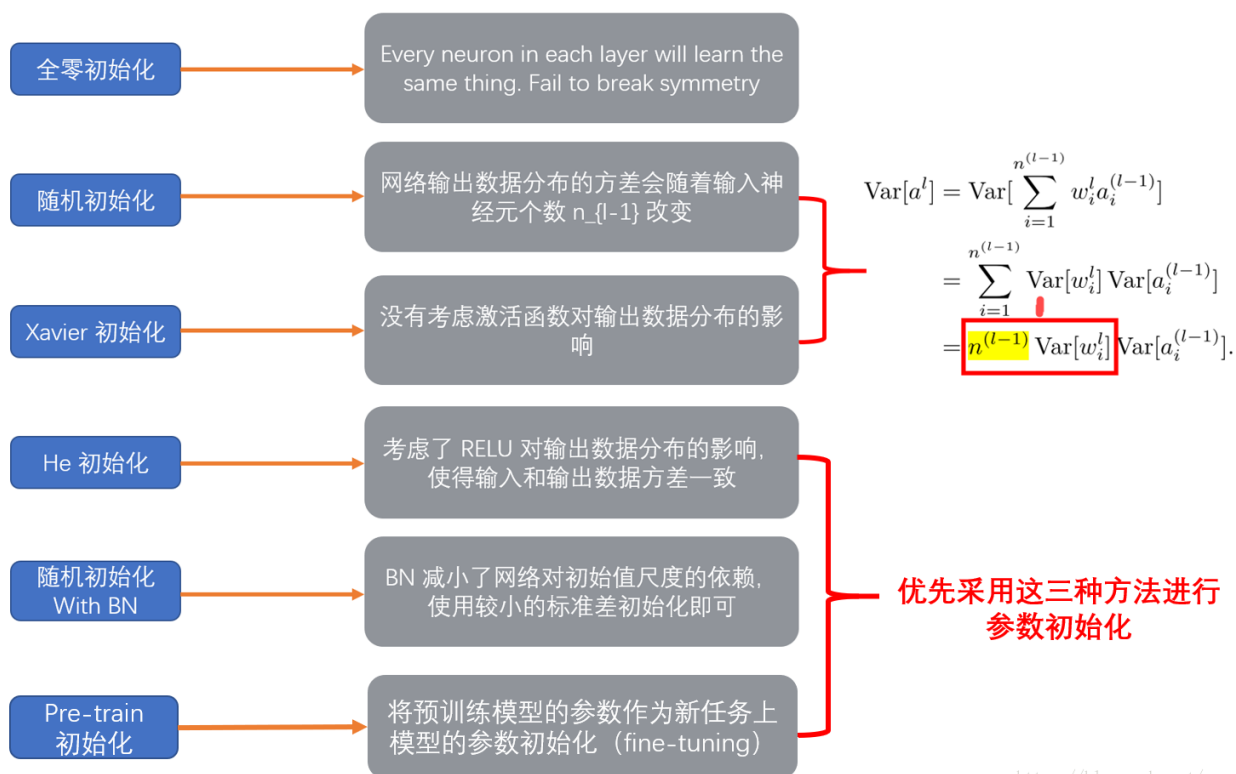 全零初始化
Every neuron in each layer will learn the
same thing. Fail to break symmetry
随机初始化
网络输出数据分布的方差会随着输入神
经元个数 n_{l-1} 改变
Xavier 初始化
没有考虑激活函数对输出数据分布的影
响
Var[a^l] = Var[∑_{i=1}^{n^{(l-1)}} w_i^l a_i^{(l-1)}]
= ∑_{i=1}^{n^{(l-1)}} Var[w_i^l] Var[a_i^{(l-1)}]
= n^{(l-1)} Var[w_i^l] Var[a_i^{(l-1)}].
He 初始化
考虑了 RELU 对输出数据分布的影响,
使得输入和输出数据方差一致
随机初始化
With BN
BN 减小了网络对初始值尺度的依赖,
使用较小的标准差初始化即可
Pre-train
初始化
将预训练模型的参数作为新任务上
模型的参数初始化（fine-tuning）
优先采用这三种方法进行
参数初始化